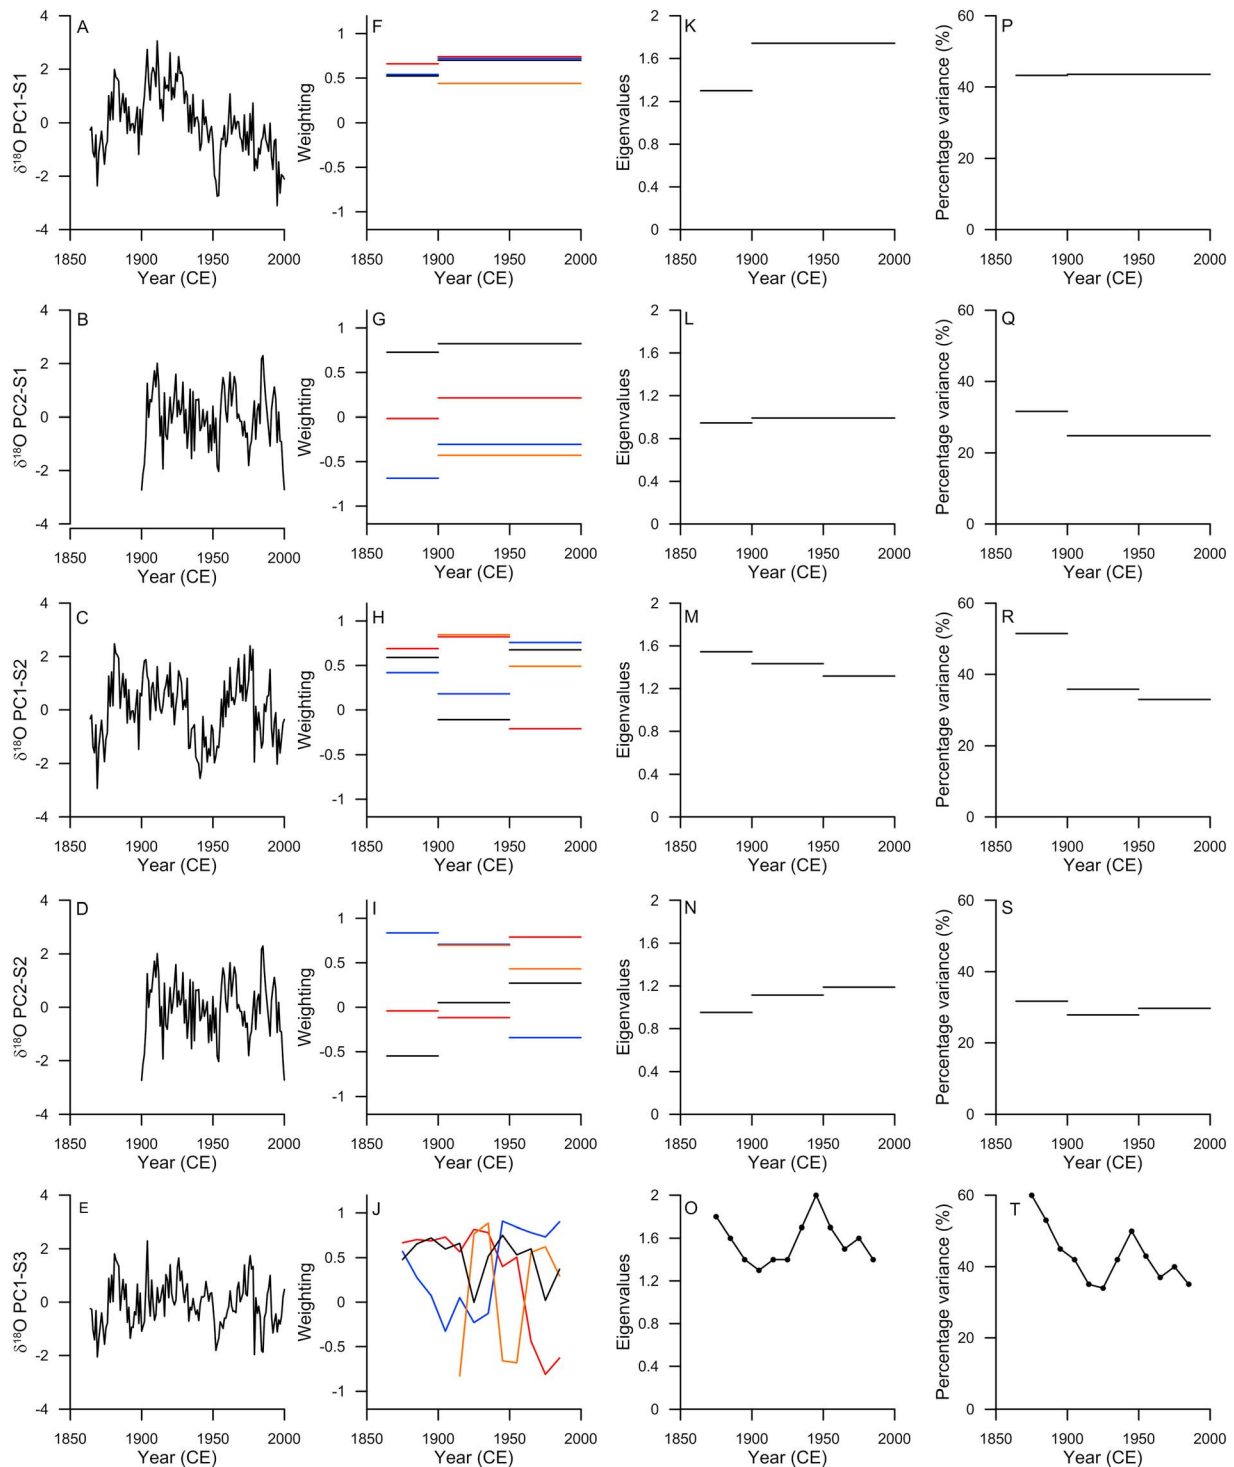 A
δ18O PC1-S1
4
2
0
-2
-4
1850 1900 1950 2000
Year (CE)
F
Weighting
1
0.5
0
-0.5
-1
1850 1900 1950 2000
Year (CE)
K
Eigenvalues
2
1.6
1.2
0.8
0.4
0
1850 1900 1950 2000
Year (CE)
P
Percentage variance (%)
60
40
20
0
1850 1900 1950 2000
Year (CE)
B
δ18O PC2-S1
4
2
0
-2
-4
1850 1900 1950 2000
Year (CE)
G
Weighting
1
0.5
0
-0.5
-1
1850 1900 1950 2000
Year (CE)
L
Eigenvalues
2
1.6
1.2
0.8
0.4
0
1850 1900 1950 2000
Year (CE)
Q
Percentage variance (%)
60
40
20
0
1850 1900 1950 2000
Year (CE)
C
δ18O PC1-S2
4
2
0
-2
-4
1850 1900 1950 2000
Year (CE)
H
Weighting
1
0.5
0
-0.5
-1
1850 1900 1950 2000
Year (CE)
M
Eigenvalues
2
1.6
1.2
0.8
0.4
0
1850 1900 1950 2000
Year (CE)
R
Percentage variance (%)
60
40
20
0
1850 1900 1950 2000
Year (CE)
D
δ18O PC2-S2
4
2
0
-2
-4
1850 1900 1950 2000
Year (CE)
I
Weighting
1
0.5
0
-0.5
-1
1850 1900 1950 2000
Year (CE)
N
Eigenvalues
2
1.6
1.2
0.8
0.4
0
1850 1900 1950 2000
Year (CE)
S
Percentage variance (%)
60
40
20
0
1850 1900 1950 2000
Year (CE)
E
δ18O PC1-S3
4
2
0
-2
-4
1850 1900 1950 2000
Year (CE)
J
Weighting
1
0.5
0
-0.5
-1
1850 1900 1950 2000
Year (CE)
O
Eigenvalues
2
1.6
1.2
0.8
0.4
0
1850 1900 1950 2000
Year (CE)
T
Percentage variance (%)
60
40
20
0
1850 1900 1950 2000
Year (CE)